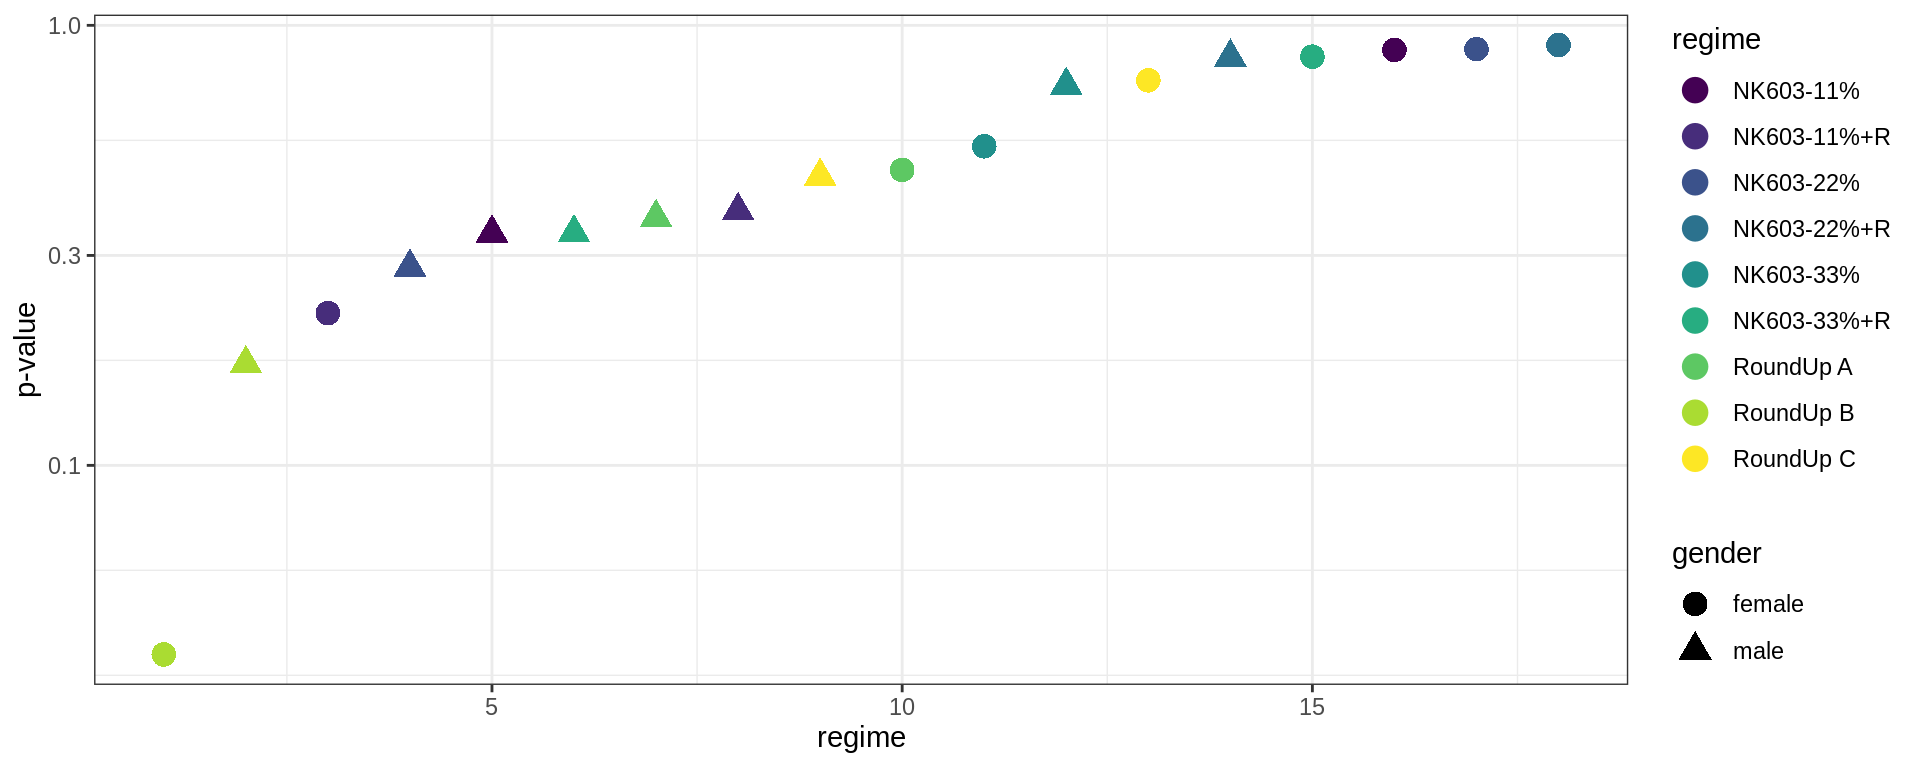 1.0
0.3
0.1
p-value
5
10
15
regime
regime
NK603-11%
NK603-11%+R
NK603-22%
NK603-22%+R
NK603-33%
NK603-33%+R
RoundUp A
RoundUp B
RoundUp C
gender
female
male